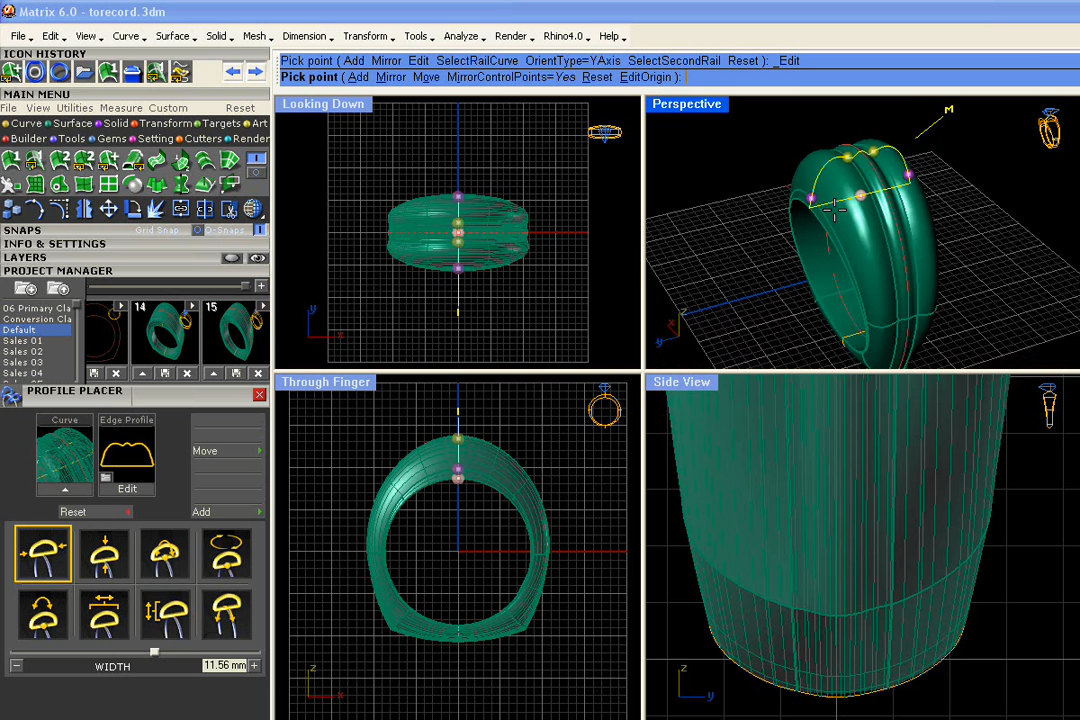 Matrix 6.0 - torecord.3dm
File Edit View Curve Surface Solid Mesh Dimension Transform Tools Analyze Render Rhino4.0 Help
ICON HISTORY
MAIN MENU
File View Utilities Measure Custom Reset
Curve Surface Solid Transform Targets Art
Builder Tools Gems Setting Cutters Render
SNAPS Grid Snap O-Snaps
INFO & SETTINGS
LAYERS
PROJECT MANAGER
06 Primary Cla
Conversion Cla
Default
Sales 01
Sales 02
Sales 03
Sales 04
14 15
PROFILE PLACER
Curve Edge Profile
Edit
Move
Reset Add
WIDTH 11.56 mm
Pick point ( Add Mirror Edit SelectRailCurve OrientType=YAxis SelectSecondRail Reset ): _Edit
Pick point ( Add Mirror Move MirrorControlPoints=Yes Reset EditOrigin ):
Looking Down
y
x
Perspective
M
z
x
y
Through Finger
z
x
Side View
z
y